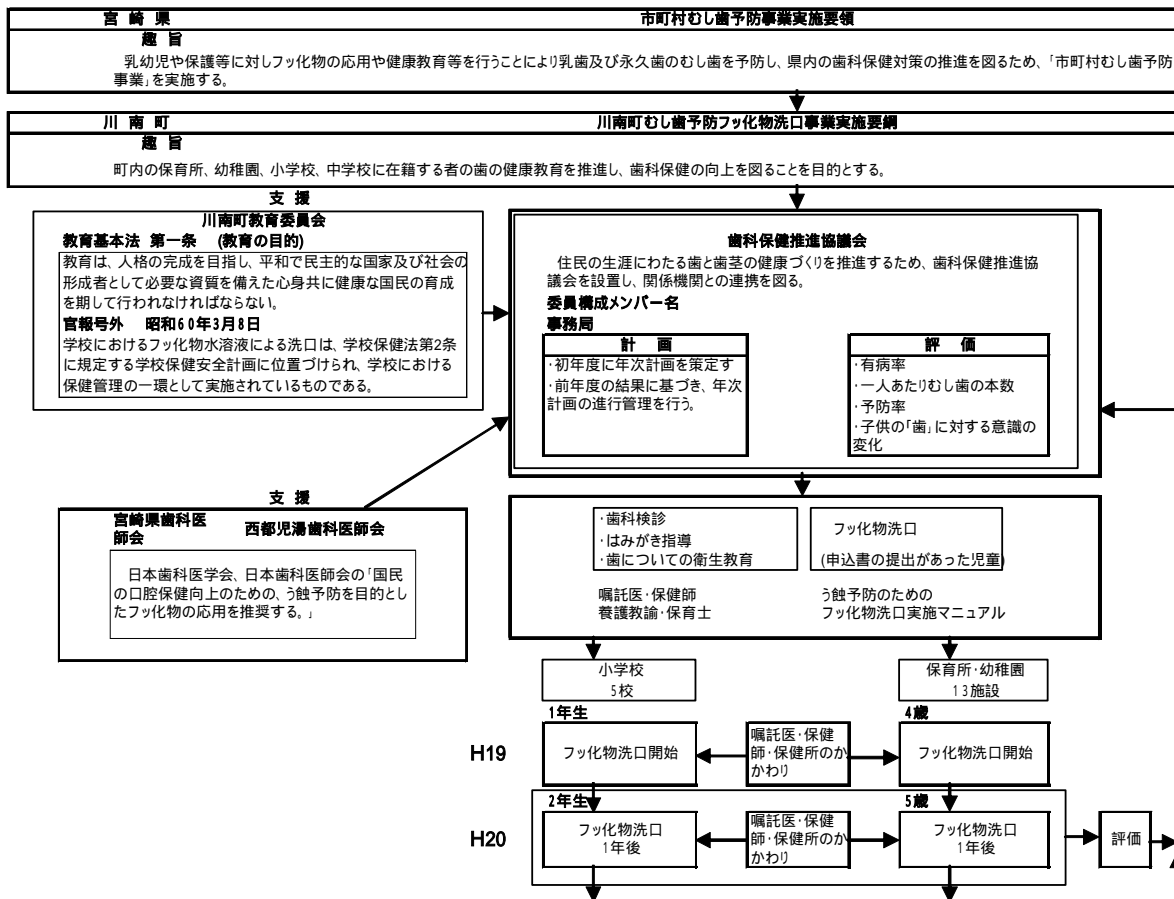 宮崎県 市町村むし歯予防事業実施要領
趣旨
乳幼児や保護等に対しフッ化物の応用や健康教育等を行うことにより乳歯及び永久歯のむし歯を予防し、県内の歯科保健対策の推進を図るため、「市町村むし歯予防
事業」を実施する。
川南町 川南町むし歯予防フッ化物洗口事業実施要綱
趣旨
町内の保育所、幼稚園、小学校、中学校に在籍する者の歯の健康教育を推進し、歯科保健の向上を図ることを目的とする。
支援
川南町教育委員会
教育基本法 第一条 (教育の目的)
教育は、人格の完成を目指し、平和で民主的な国家及び社会の
形成者として必要な資質を備えた心身共に健康な国民の育成
を期して行われなければならない。
官報号外 昭和60年3月8日
学校におけるフッ化物水溶液による洗口は、学校保健法第2条
に規定する学校保健安全計画に位置づけられ、学校における
保健管理の一環として実施されているものである。
歯科保健推進協議会
住民の生涯にわたる歯と歯茎の健康づくりを推進するため、歯科保健推進協
議会を設置し、関係機関との連携を図る。
委員構成メンバー名
事務局
計画
・初年度に年次計画を策定す
・前年度の結果に基づき、年次
計画の進行管理を行う。
評価
・有病率
・一人あたりむし歯の本数
・予防率
・子供の「歯」に対する意識の
変化
支援
宮崎県歯科医
師会
西都児湯歯科医師会
日本歯科医学会、日本歯科医師会の「国民
の口腔保健向上のための、う蝕予防を目的とし
たフッ化物の応用を推奨する。」
・歯科検診
・はみがき指導
・歯についての衛生教育
フッ化物洗口
(申込書の提出があった児童)
嘱託医・保健師
養護教諭・保育士
う蝕予防のための
フッ化物洗口実施マニュアル
小学校
5校
保育所・幼稚園
13施設
1年生
4歳
H19
フッ化物洗口開始
嘱託医・保健
師・保健所のか
かわり
フッ化物洗口開始
2年生
5歳
H20
フッ化物洗口
1年後
嘱託医・保健
師・保健所のか
かわり
フッ化物洗口
1年後
評価